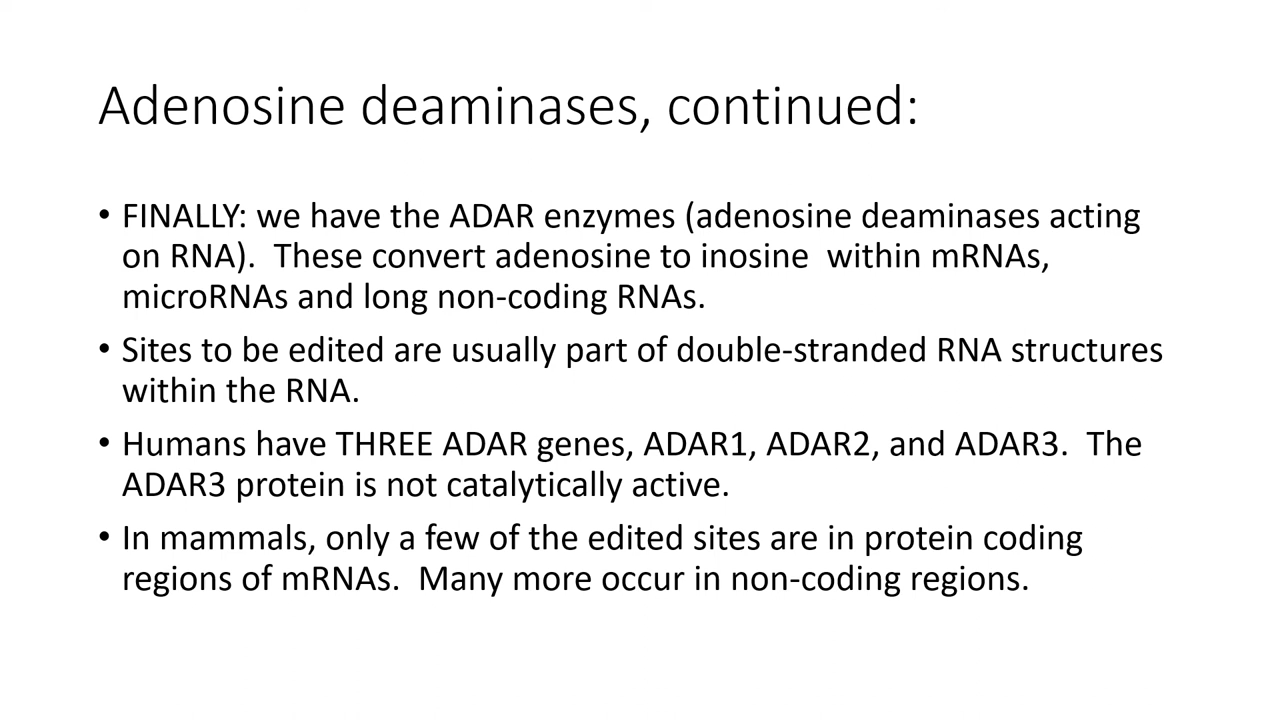 Adenosine deaminases, continued:
• FINALLY: we have the ADAR enzymes (adenosine deaminases acting
on RNA).  These convert adenosine to inosine  within mRNAs,
microRNAs and long non-coding RNAs.
• Sites to be edited are usually part of double-stranded RNA structures
within the RNA.
• Humans have THREE ADAR genes, ADAR1, ADAR2, and ADAR3.  The
ADAR3 protein is not catalytically active.
• In mammals, only a few of the edited sites are in protein coding
regions of mRNAs.  Many more occur in non-coding regions.